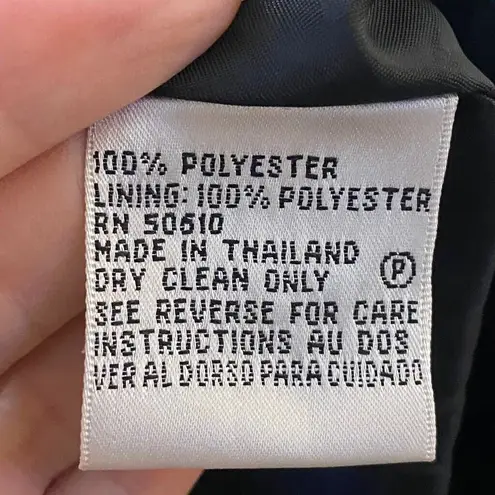 100% POLYESTER
LINING: 100% POLYESTER
RN 50610
MADE IN THAILAND
DRY CLEAN ONLY Ⓟ
SEE REVERSE FOR CARE
INSTRUCTIONS AU DOS
VER AL DORSO PARA CUIDADO